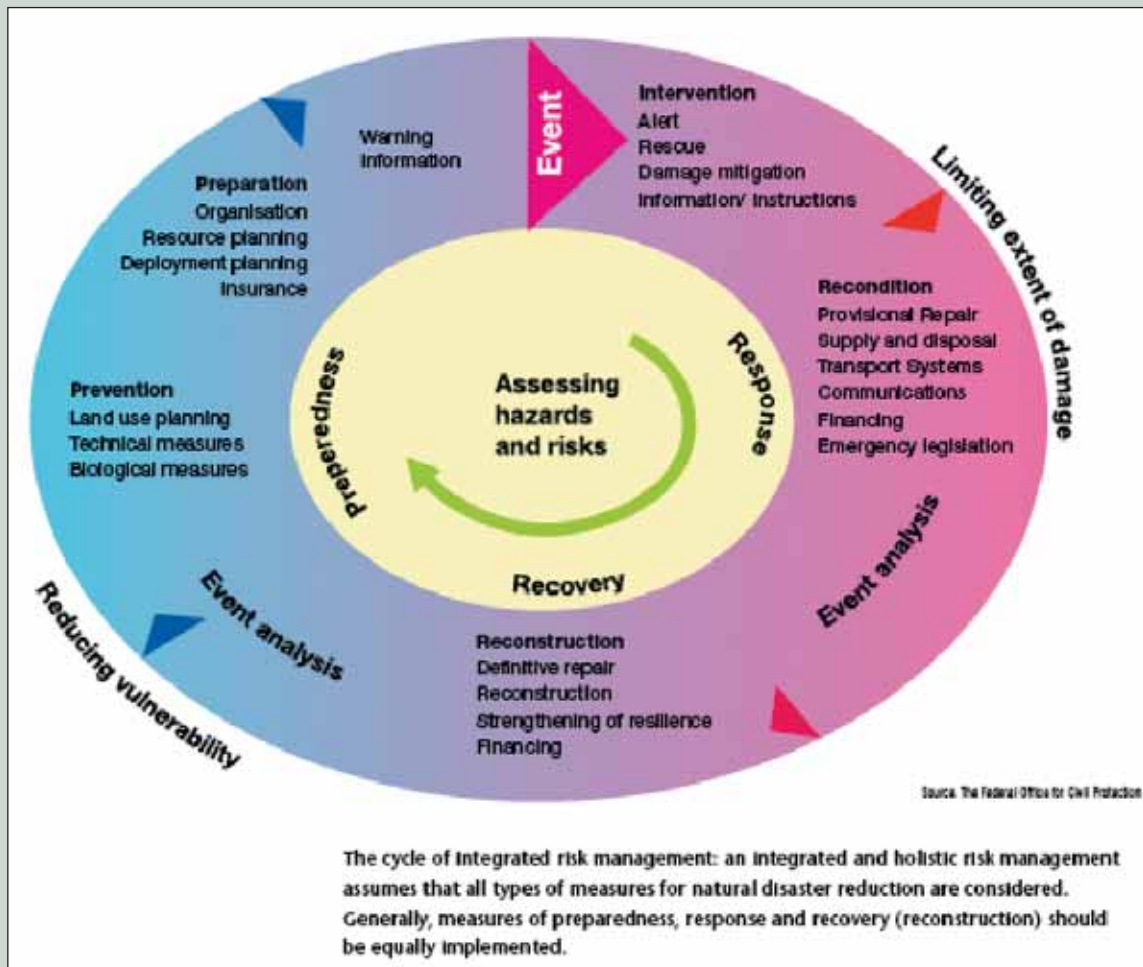 Event
Intervention
Alert
Rescue
Damage mitigation
Information/ Instructions
Limiting extent of damage
Recondition
Provisional Repair
Supply and disposal
Transport Systems
Communications
Financing
Emergency legislation
Event analysis
Reconstruction
Definitive repair
Reconstruction
Strengthening of resilience
Financing
Event analysis
Reducing vulnerability
Prevention
Land use planning
Technical measures
Biological measures
Preparation
Organisation
Resource planning
Deployment planning
Insurance
Warning
Information
Assessing
hazards
and risks
Response
Recovery
Preparedness
Source: The Federal Office for Civil Protection
The cycle of integrated risk management: an integrated and holistic risk management
assumes that all types of measures for natural disaster reduction are considered.
Generally, measures of preparedness, response and recovery (reconstruction) should
be equally implemented.